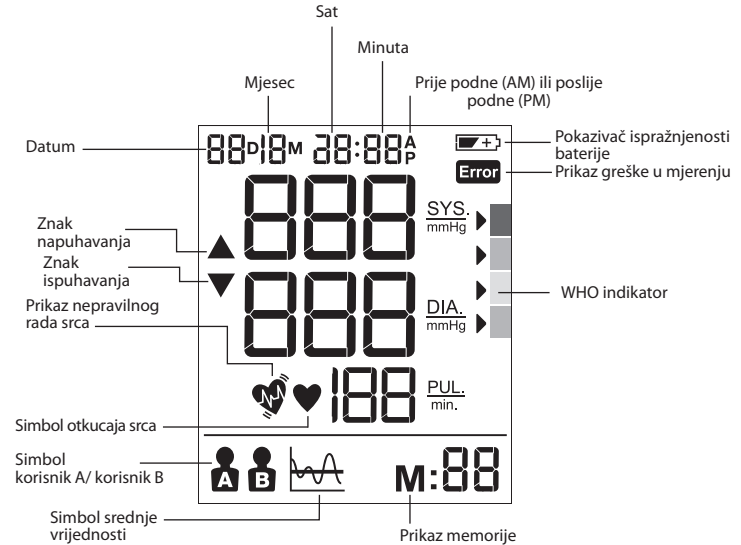 Sat
Minuta
Mjesec
Prije podne (AM) ili poslije
podne (PM)
Datum
88D18M 28:88 A
P
Pokazivač ispražnjenosti
baterije
Error
Prikaz greške u mjerenju
888
SYS.
mmHg
Znak
napuhavanja
Znak
ispuhavanja
WHO indikator
888
DIA.
mmHg
Prikaz nepravilnog
rada srca
188
PUL.
min.
Simbol otkucaja srca
Simbol
korisnik A/ korisnik B
A B
M:88
Simbol srednje
vrijednosti
Prikaz memorije